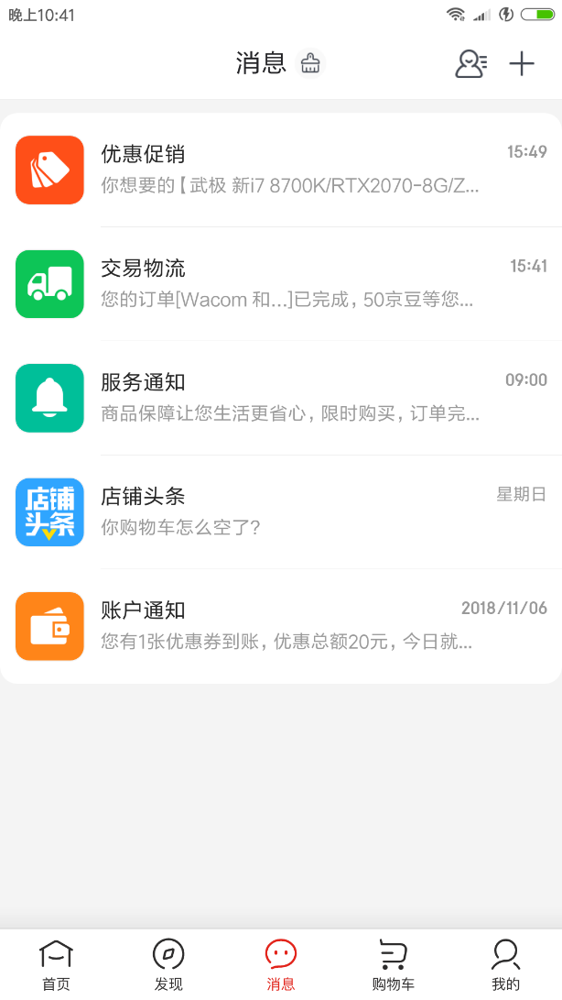 晚上10:41
消息
优惠促销 15:49
你想要的【武极 新i7 8700K/RTX2070-8G/Z...
交易物流 15:41
您的订单[Wacom 和...]已完成，50京豆等您...
服务通知 09:00
商品保障让您生活更省心，限时购买，订单完...
店铺头条
店铺头条 星期日
你购物车怎么空了？
账户通知 2018/11/06
您有1张优惠券到账，优惠总额20元，今日就...
首页 发现 消息 购物车 我的